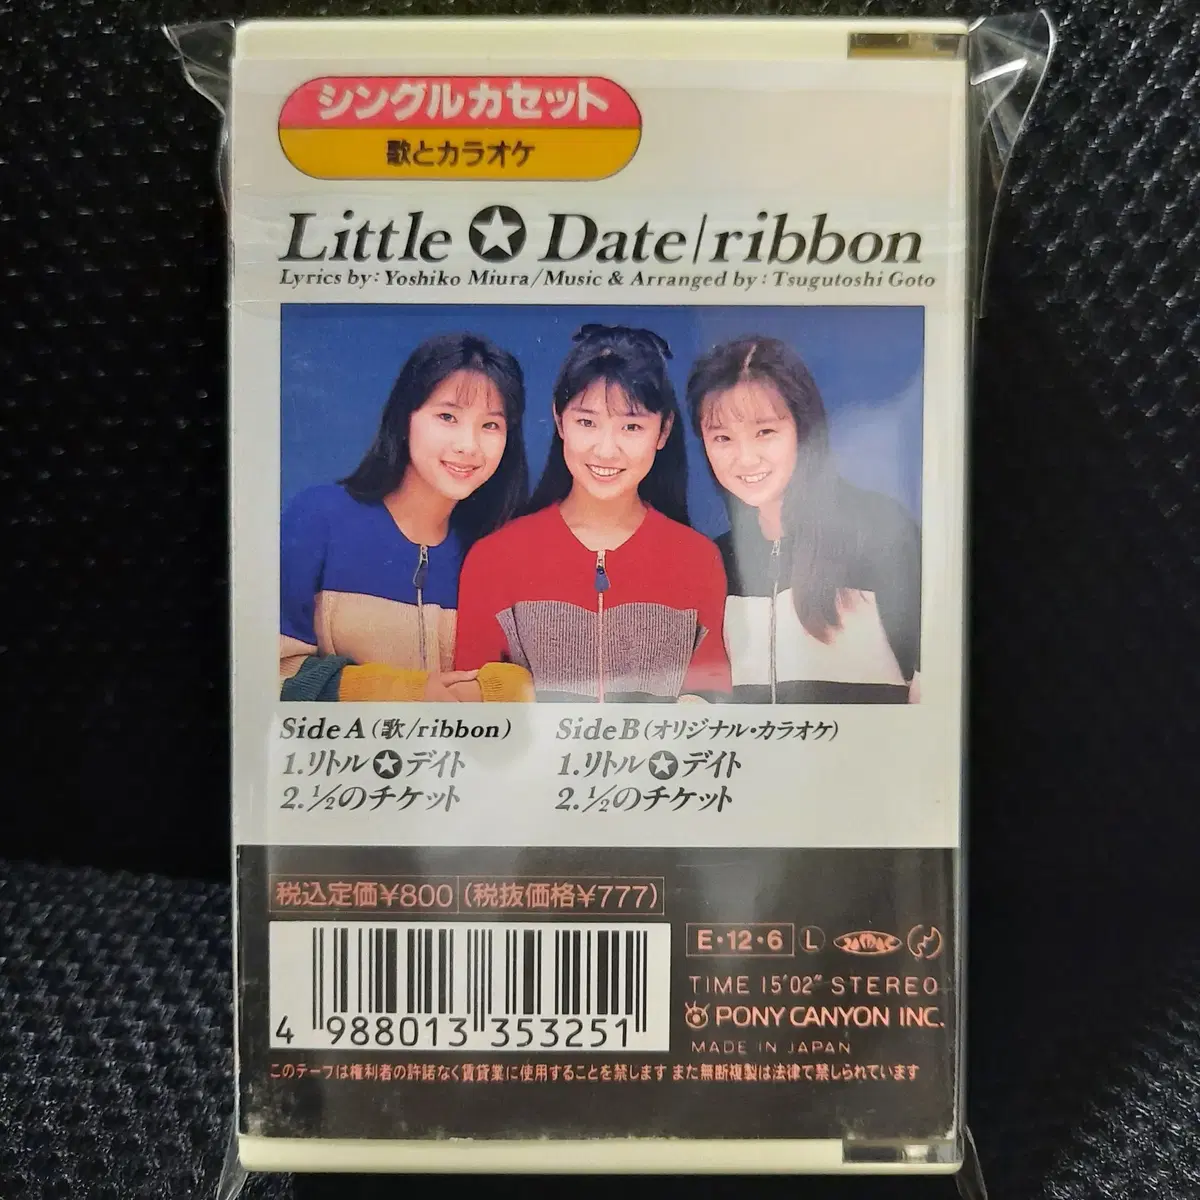 シングルカセット
歌とカラオケ
Little ★ Date/ribbon
Lyrics by: Yoshiko Miura/Music & Arranged by: Tsugutoshi Goto
Side A (歌/ribbon)
1.リトル★デイト
2.½のチケット
Side B (オリジナル・カラオケ)
1.リトル★デイト
2.½のチケット
税込定価¥800 (税抜価格¥777)
4 988013 353251
E・12・6 L
TIME 15'02" STEREO
PONY CANYON INC.
MADE IN JAPAN
このテープは権利者の許諾なく賃貸業に使用することを禁じます また無断複製は法律で禁じられています